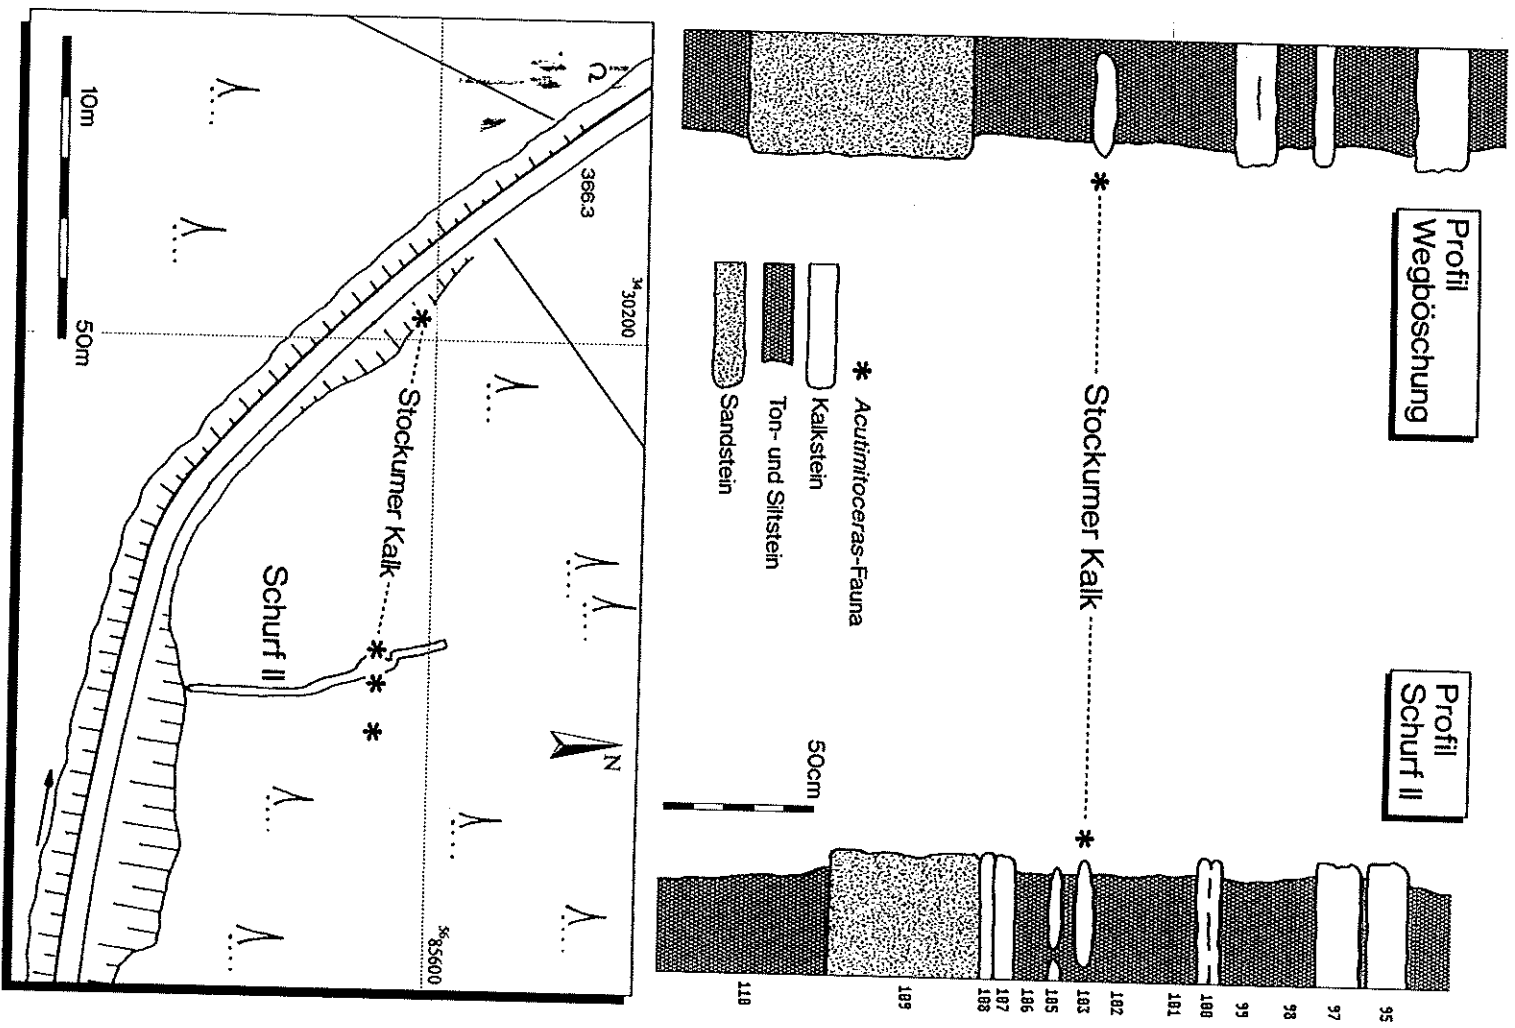 Profil
Wegböschung
Profil
Schurf II
Stockumer Kalk
* Acutimitoceras-Fauna
Kalkstein
Ton- und Siltstein
Sandstein
50cm
95
97
98
99
100
101
102
103
105
106
107
108
109
110
366.3
34 30200
Stockumer Kalk
Schurf II
N
56 85600
10m
50m